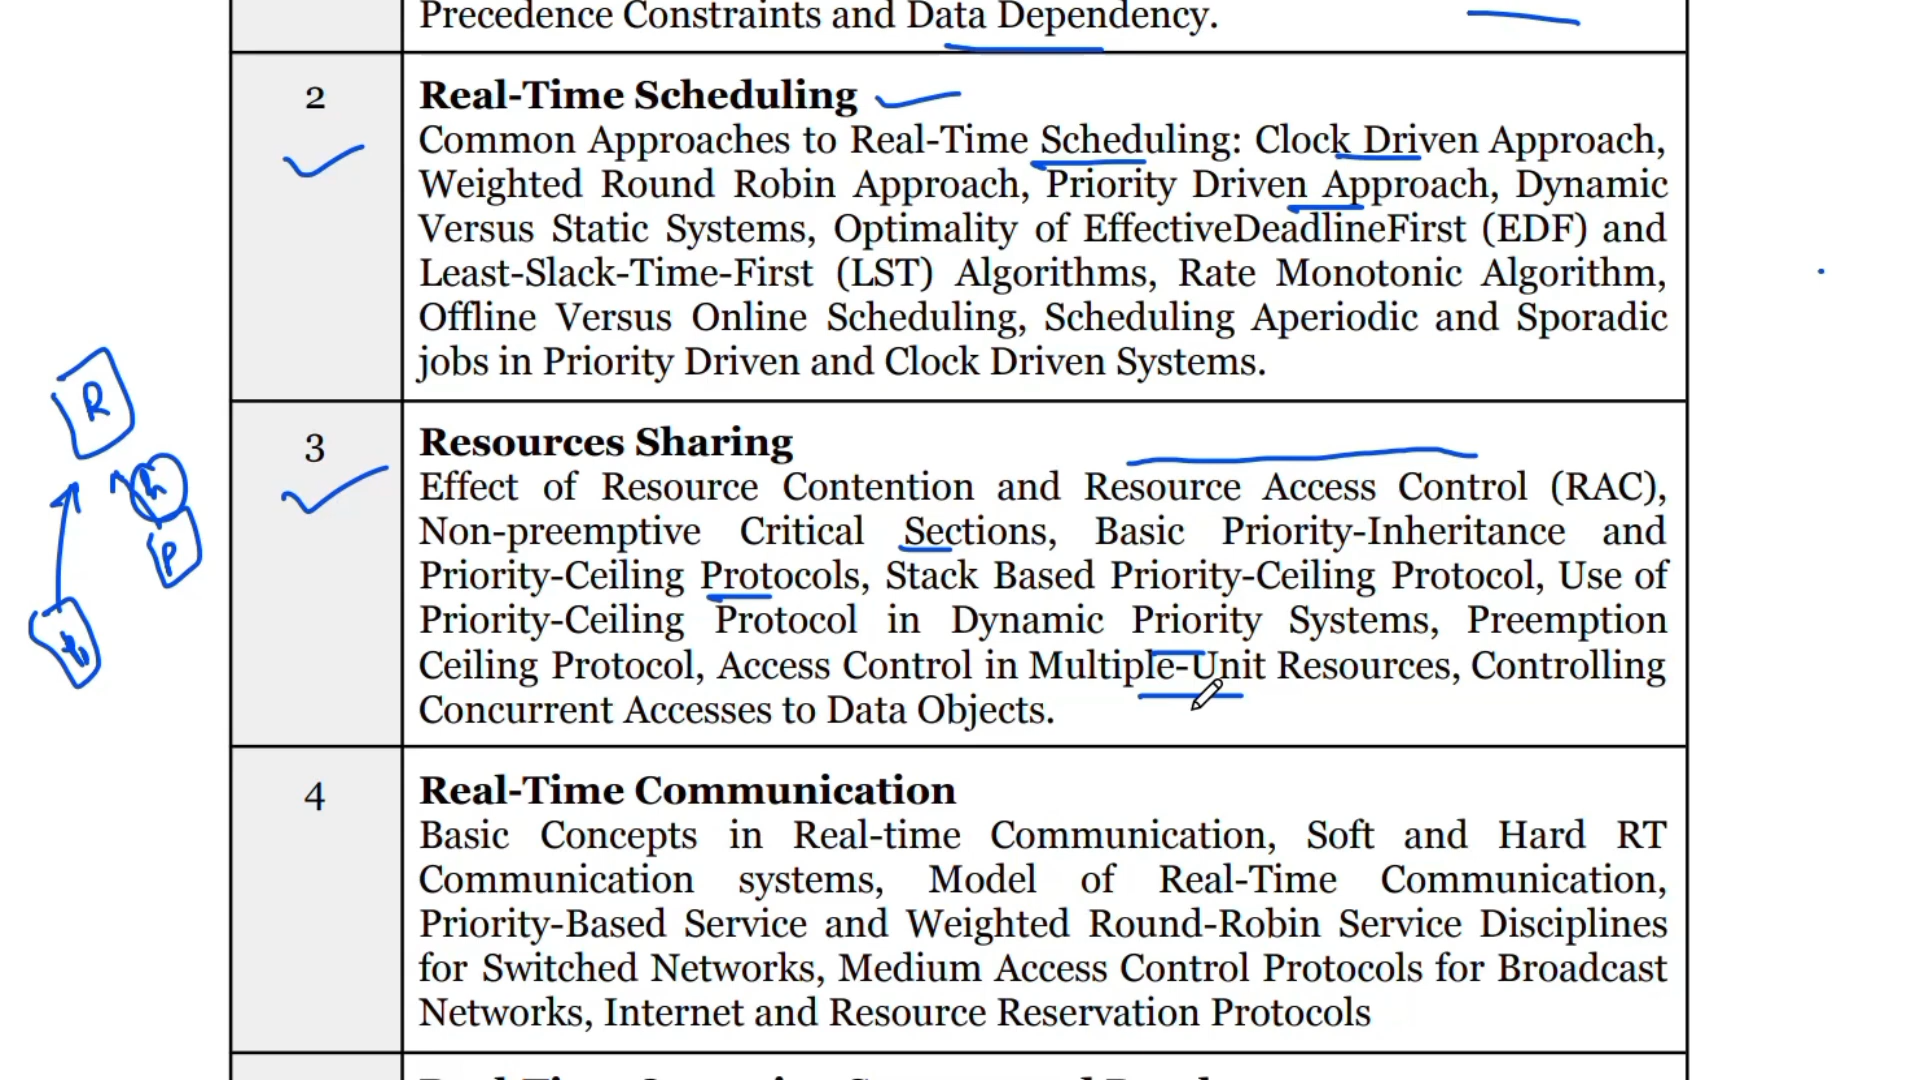 Precedence Constraints and Data Dependency.
2
Real-Time Scheduling
Common Approaches to Real-Time Scheduling: Clock Driven Approach,
Weighted Round Robin Approach, Priority Driven Approach, Dynamic
Versus Static Systems, Optimality of EffectiveDeadlineFirst (EDF) and
Least-Slack-Time-First (LST) Algorithms, Rate Monotonic Algorithm,
Offline Versus Online Scheduling, Scheduling Aperiodic and Sporadic
jobs in Priority Driven and Clock Driven Systems.
R
P
3
Resources Sharing
Effect of Resource Contention and Resource Access Control (RAC),
Non-preemptive Critical Sections, Basic Priority-Inheritance and
Priority-Ceiling Protocols, Stack Based Priority-Ceiling Protocol, Use of
Priority-Ceiling Protocol in Dynamic Priority Systems, Preemption
Ceiling Protocol, Access Control in Multiple-Unit Resources, Controlling
Concurrent Accesses to Data Objects.
4
Real-Time Communication
Basic Concepts in Real-time Communication, Soft and Hard RT
Communication systems, Model of Real-Time Communication,
Priority-Based Service and Weighted Round-Robin Service Disciplines
for Switched Networks, Medium Access Control Protocols for Broadcast
Networks, Internet and Resource Reservation Protocols